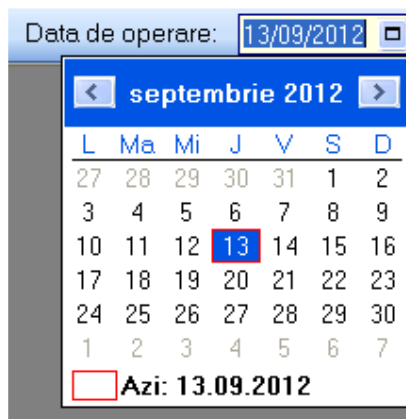 Data de operare: 13/09/2012
septembrie 2012
L Ma Mi J V S D
27 28 29 30 31 1 2
3 4 5 6 7 8 9
10 11 12 13 14 15 16
17 18 19 20 21 22 23
24 25 26 27 28 29 30
1 2 3 4 5 6 7
Azi: 13.09.2012